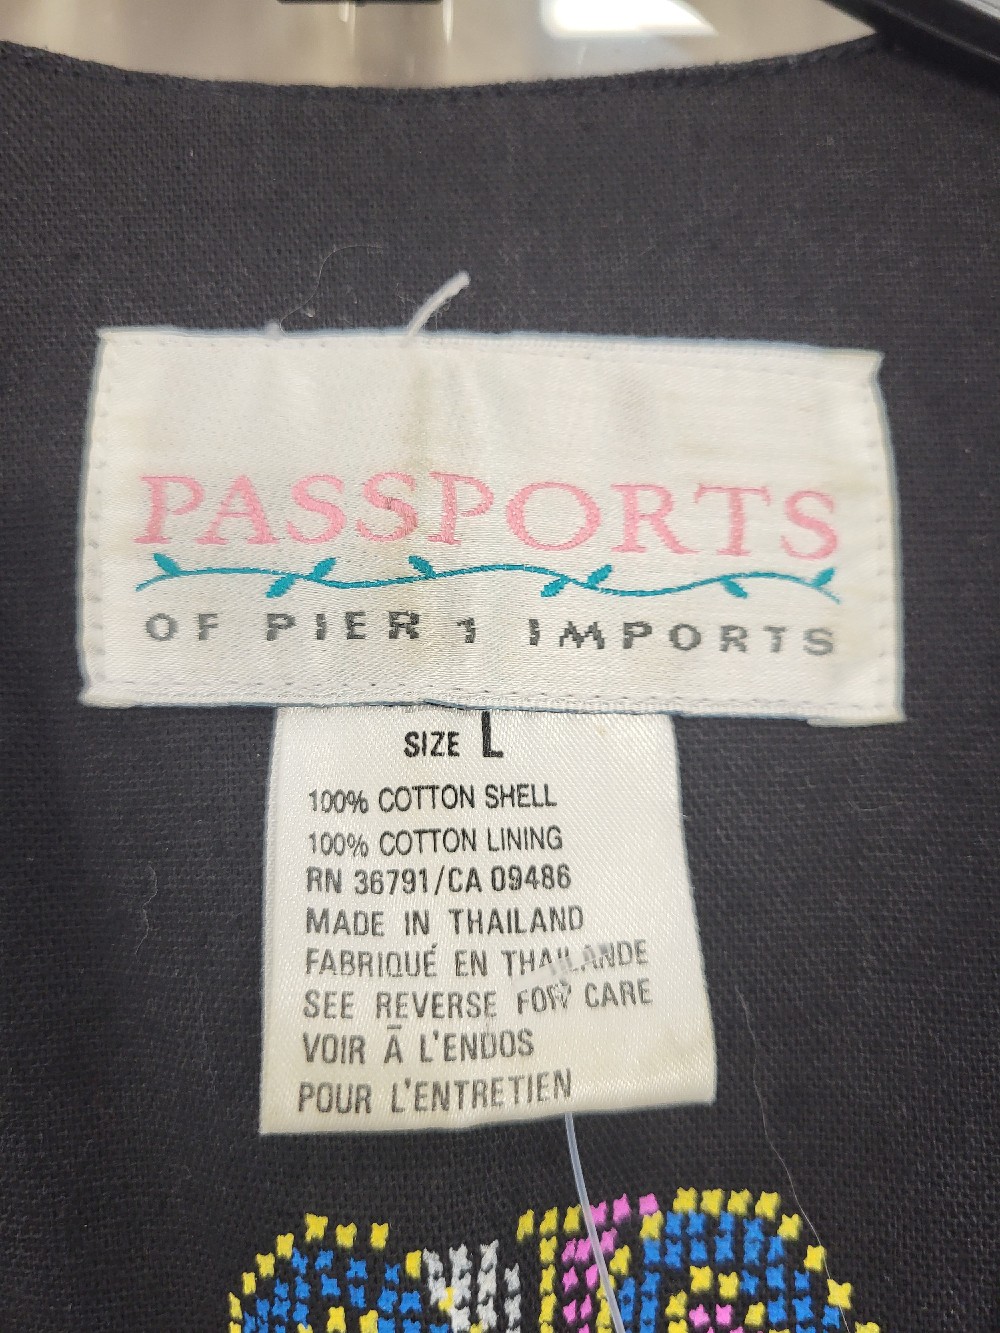 PASSPORTS
OF PIER 1 IMPORTS
SIZE L
100% COTTON SHELL
100% COTTON LINING
RN 36791/CA 09486
MADE IN THAILAND
FABRIQUÉ EN THAILANDE
SEE REVERSE FOR CARE
VOIR Ā L'ENDOS
POUR L'ENTRETIEN